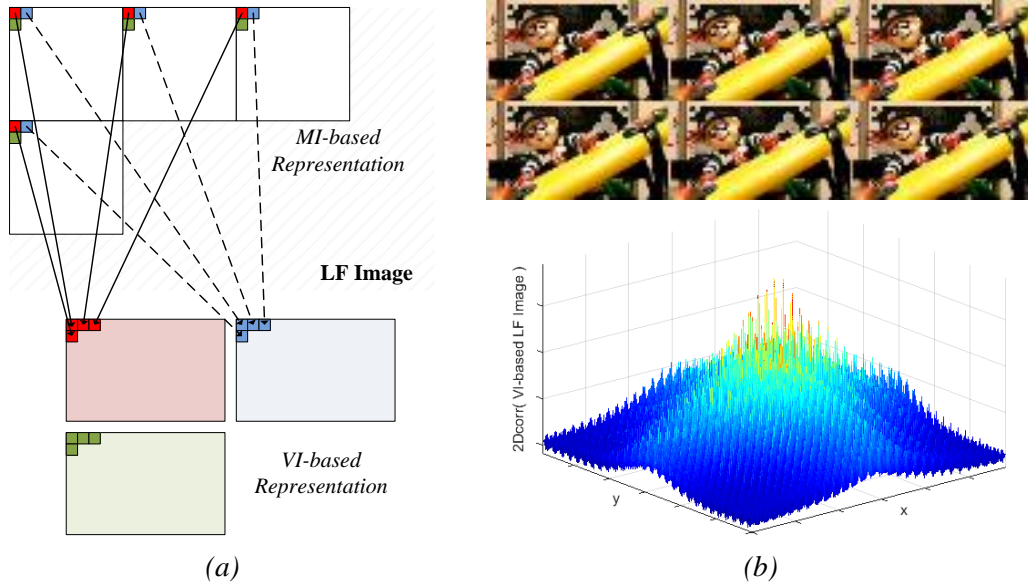 MI-based
Representation
LF Image
VI-based
Representation
(a)
2Dcorr( VI-based LF Image )
y
x
(b)